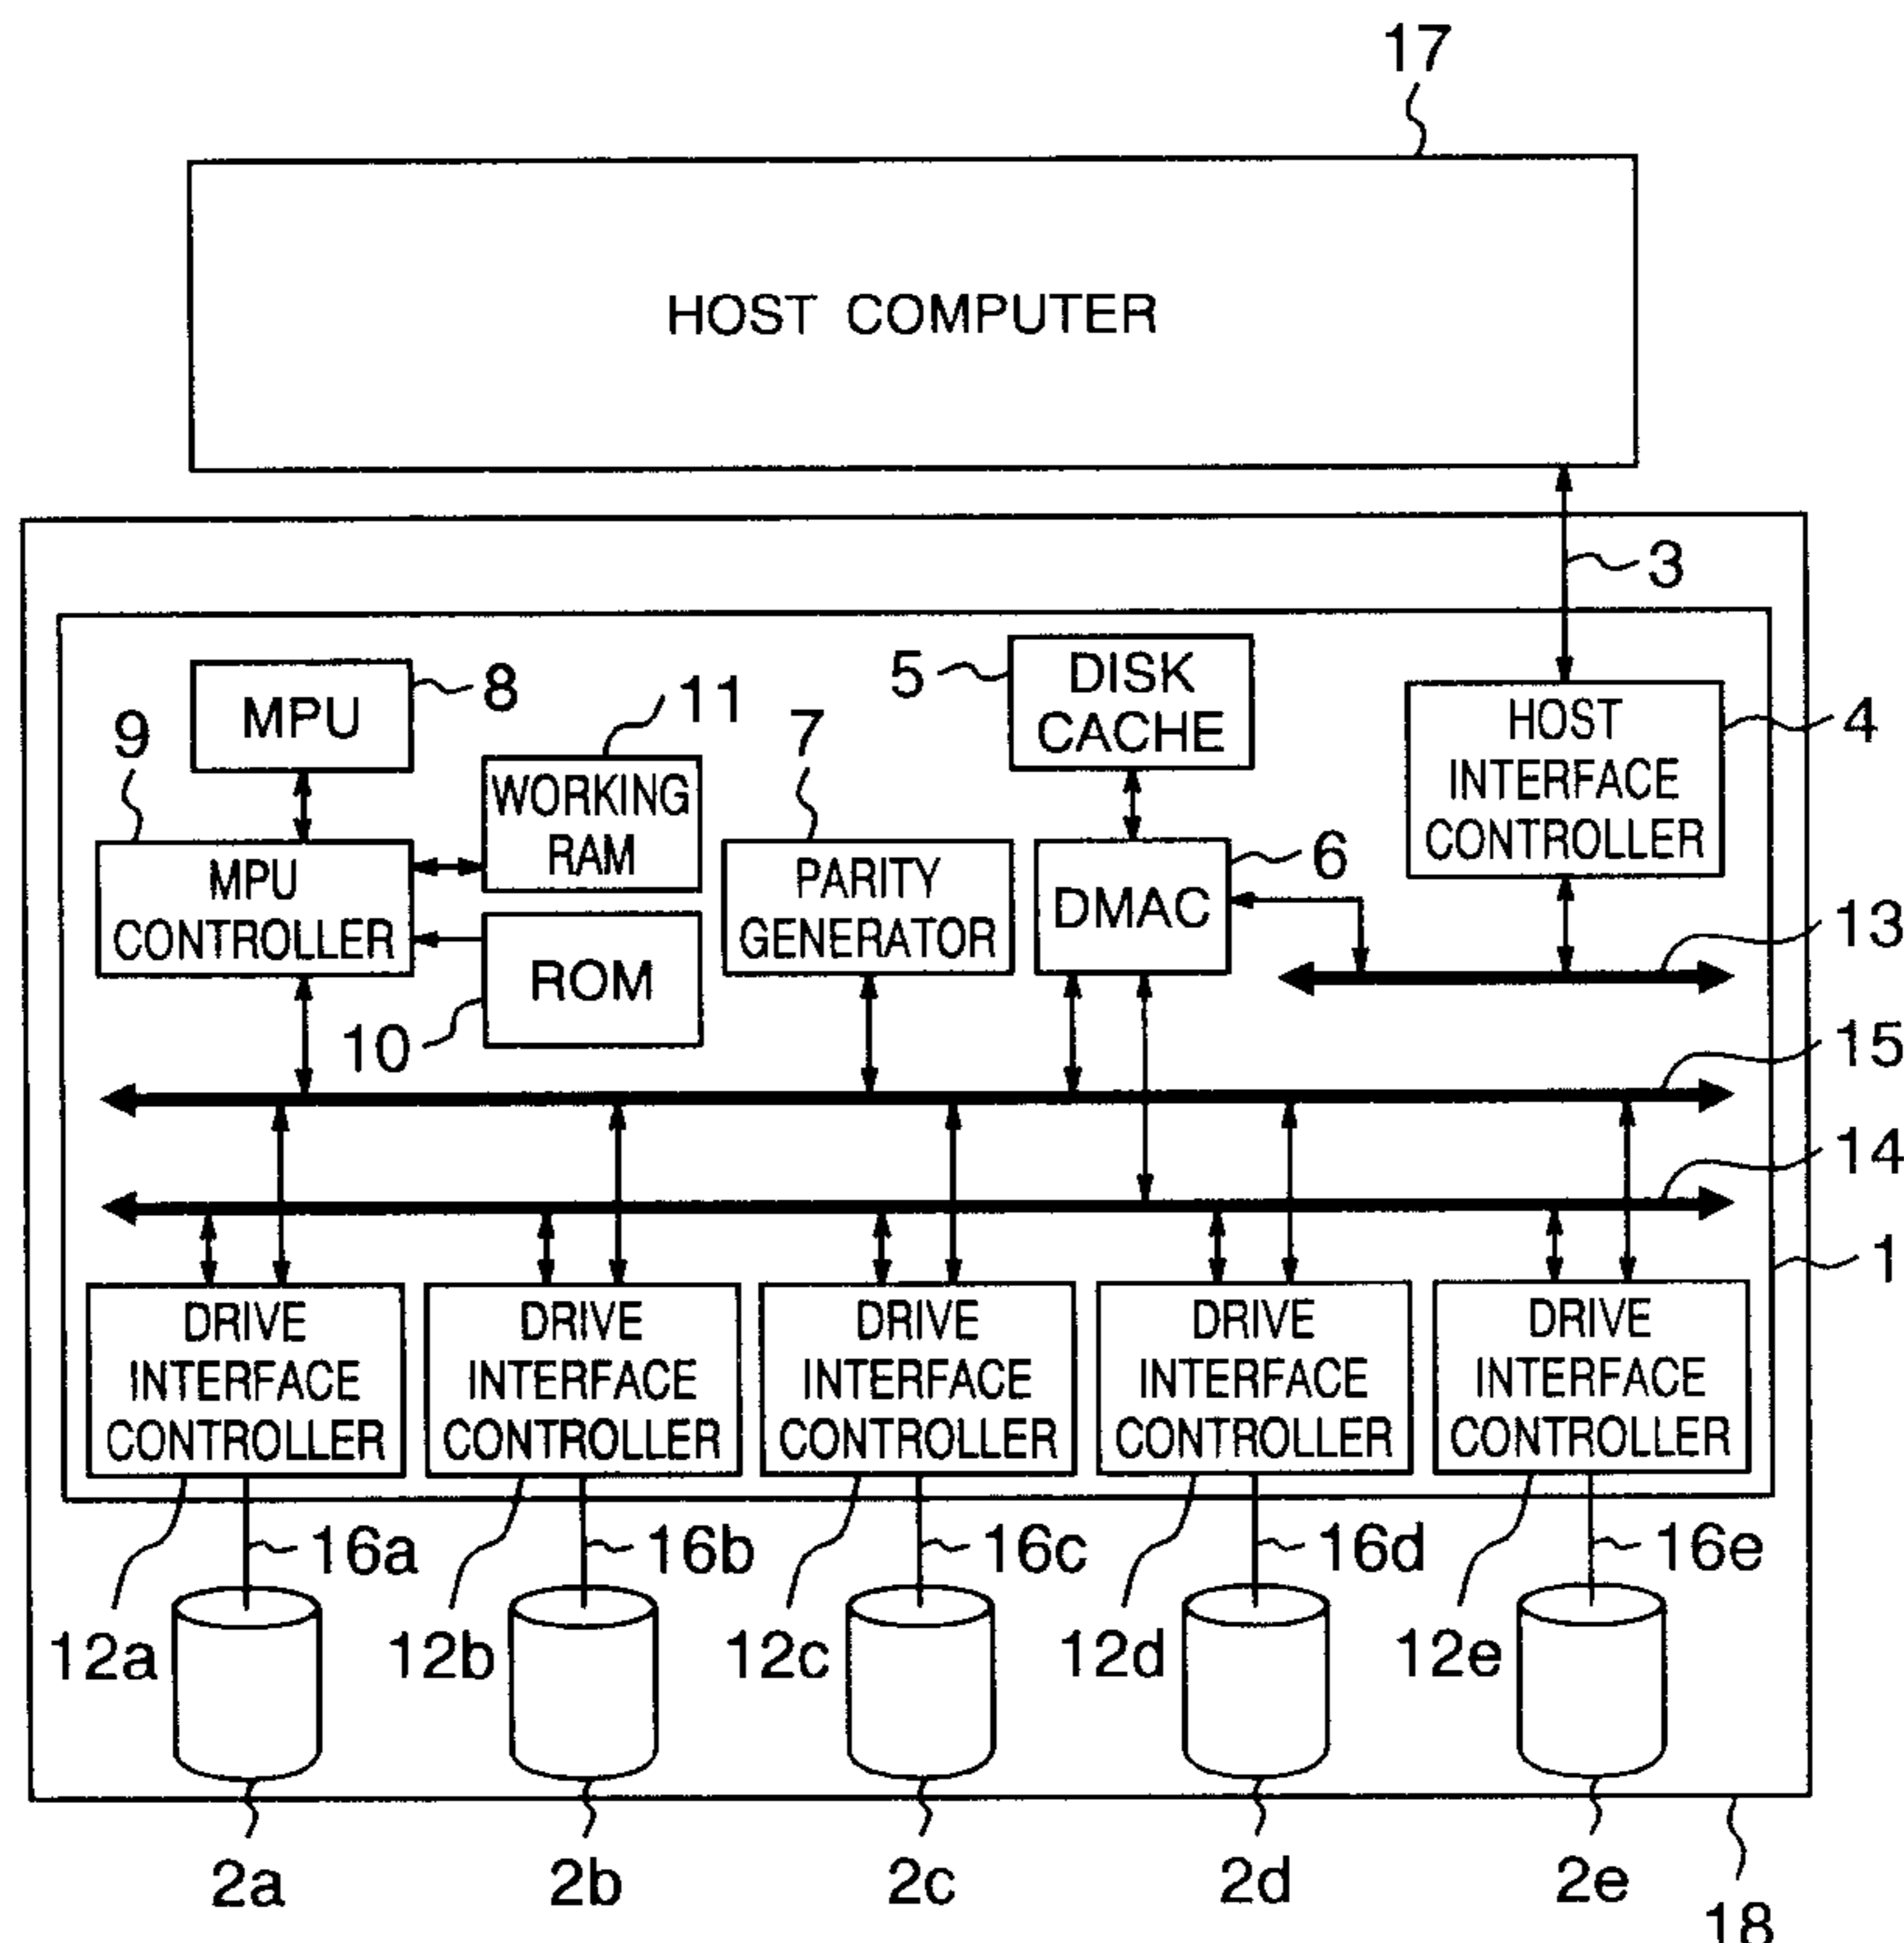 17
HOST COMPUTER
3
MPU
8
11
5
DISK
CACHE
HOST
INTERFACE
CONTROLLER
4
9
WORKING
RAM
7
6
MPU
CONTROLLER
PARITY
GENERATOR
DMAC
13
ROM
10
15
14
1
DRIVE
INTERFACE
CONTROLLER
DRIVE
INTERFACE
CONTROLLER
DRIVE
INTERFACE
CONTROLLER
DRIVE
INTERFACE
CONTROLLER
DRIVE
INTERFACE
CONTROLLER
16a
16b
16c
16d
16e
12a
12b
12c
12d
12e
2a
2b
2c
2d
2e
18